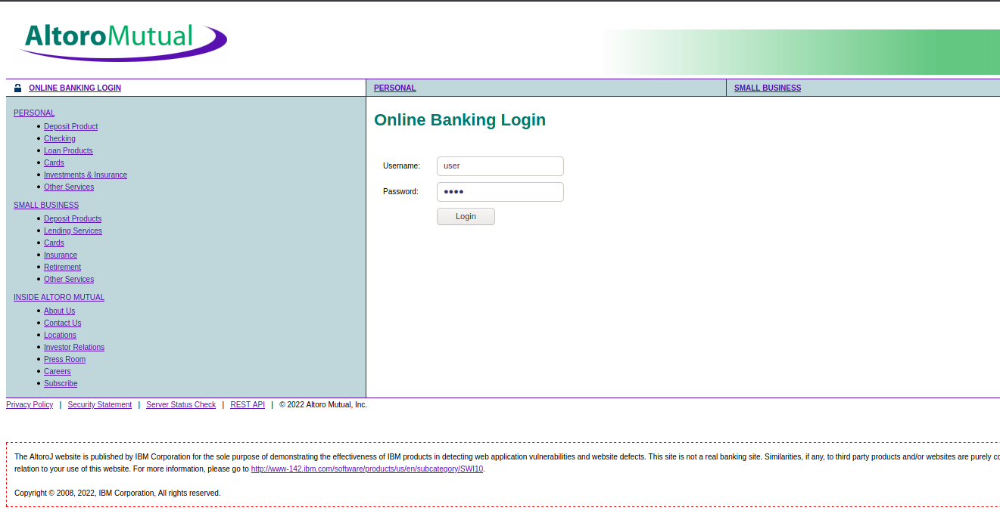 AltoroMutual
ONLINE BANKING LOGIN
PERSONAL
SMALL BUSINESS
PERSONAL
Deposit Product
Checking
Loan Products
Cards
Investments & Insurance
Other Services
SMALL BUSINESS
Deposit Products
Lending Services
Cards
Insurance
Retirement
Other Services
INSIDE ALTORO MUTUAL
About Us
Contact Us
Locations
Investor Relations
Press Room
Careers
Subscribe
Online Banking Login
Username: user
Password: ●●●●
Login
Privacy Policy | Security Statement | Server Status Check | REST API | © 2022 Altoro Mutual, Inc.
The AltoroJ website is published by IBM Corporation for the sole purpose of demonstrating the effectiveness of IBM products in detecting web application vulnerabilities and website defects. This site is not a real banking site. Similarities, if any, to third party products and/or websites are purely
relation to your use of this website. For more information, please go to http://www-142.ibm.com/software/products/us/en/subcategory/SWI10.
Copyright © 2008, 2022, IBM Corporation, All rights reserved.